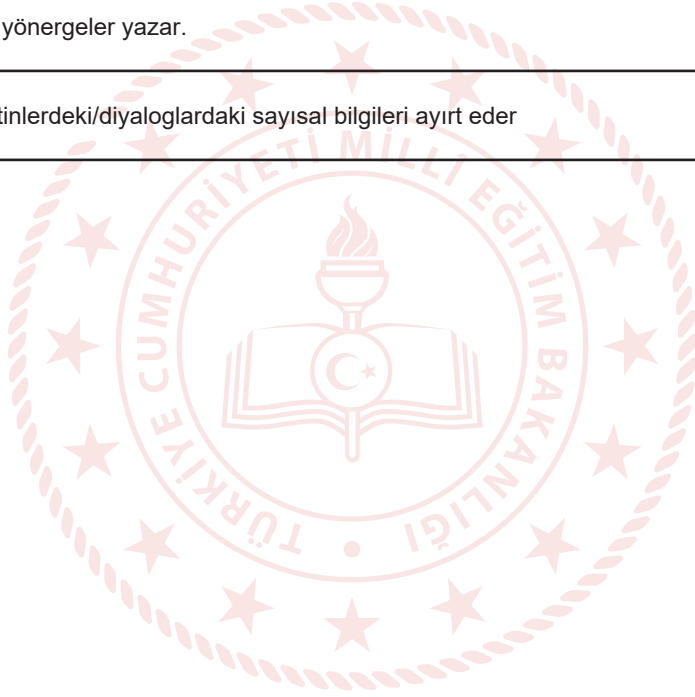 yönergeler yazar.
tinlerdeki/diyaloglardaki sayısal bilgileri ayırt eder
TÜRKİYE CUMHURİYETİ MİLLÎ EĞİTİM BAKANLIĞI